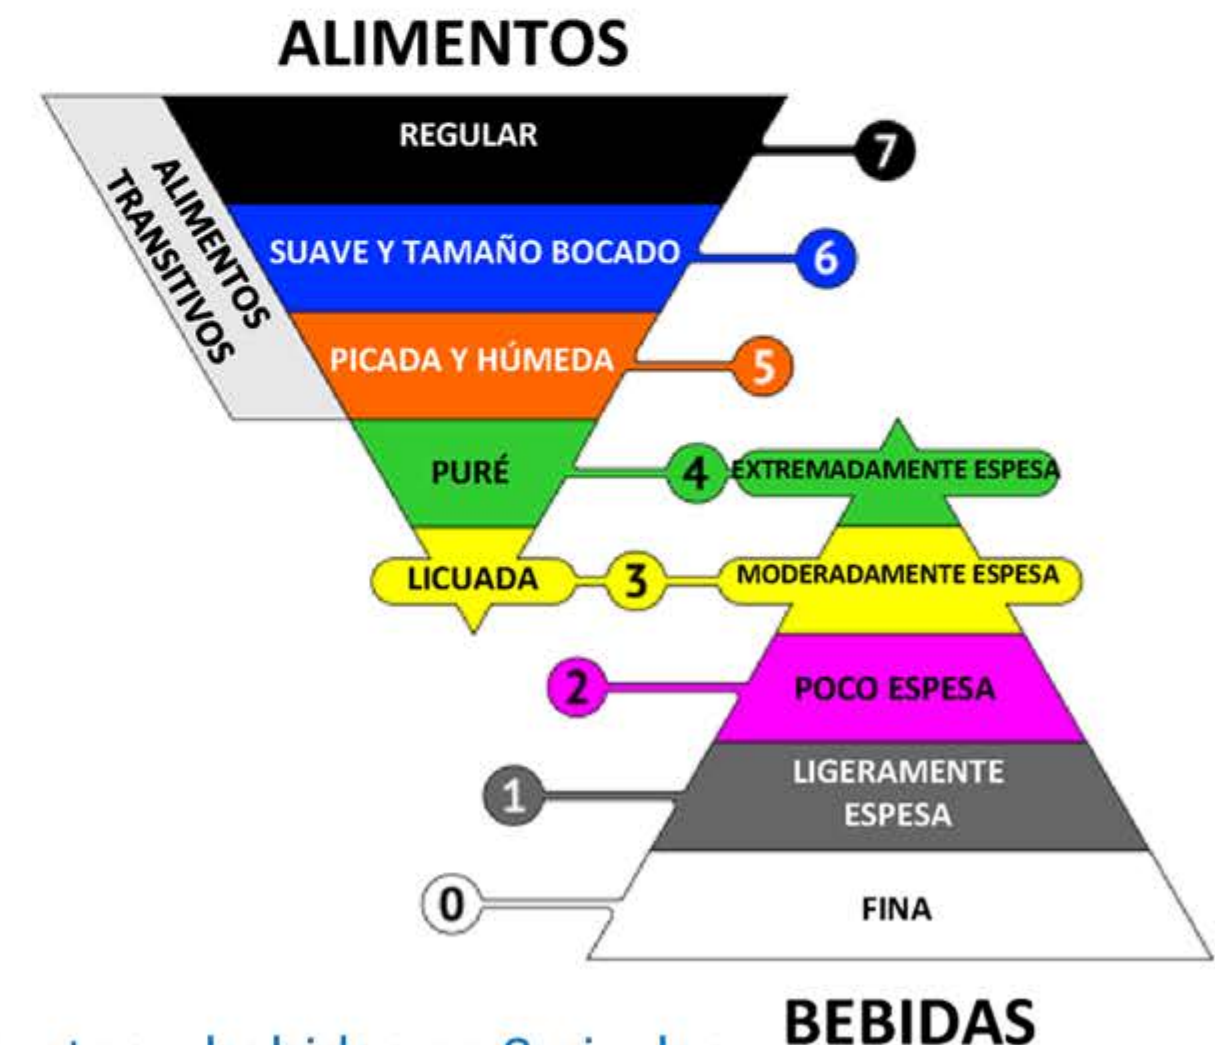 ALIMENTOS
REGULAR
7
ALIMENTOS
TRANSITIVOS
SUAVE Y TAMAÑO BOCADO
6
PICADA Y HÚMEDA
5
PURÉ
4
EXTREMADAMENTE ESPESA
LICUADA
3
MODERADAMENTE ESPESA
2
POCO ESPESA
1
LIGERAMENTE
ESPESA
0
FINA
BEBIDAS